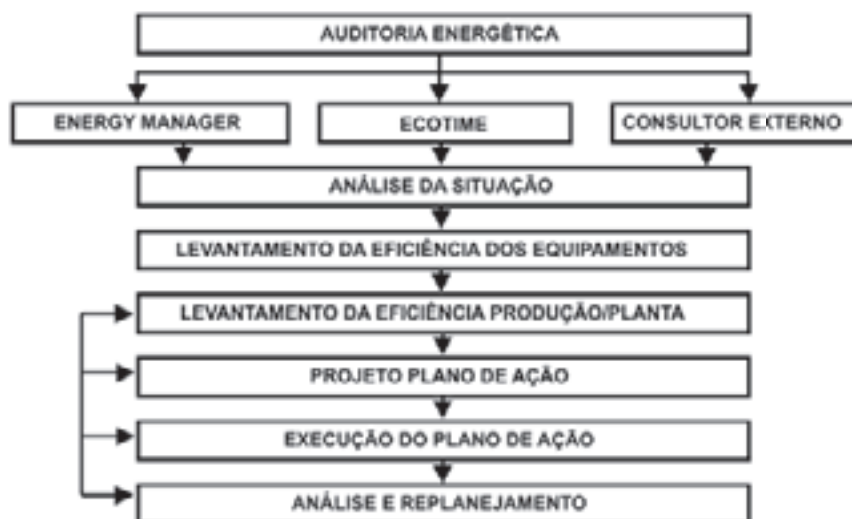 AUDITORIA ENERGÉTICA
ENERGY MANAGER
ECOTIME
CONSULTOR EXTERNO
ANÁLISE DA SITUAÇÃO
LEVANTAMENTO DA EFICIÊNCIA DOS EQUIPAMENTOS
LEVANTAMENTO DA EFICIÊNCIA PRODUÇÃO/PLANTA
PROJETO PLANO DE AÇÃO
EXECUÇÃO DO PLANO DE AÇÃO
ANÁLISE E REPLANEJAMENTO